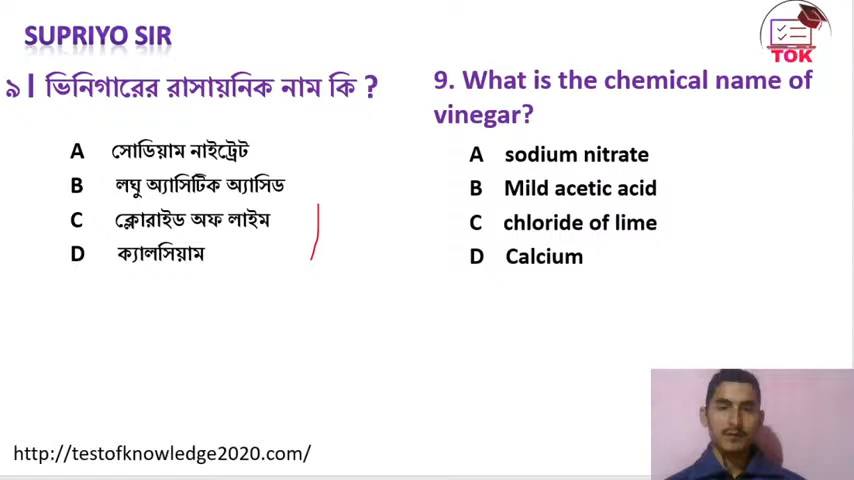 SUPRIYO SIR
TOK
৯। ভিনিগারের রাসায়নিক নাম কি ?
A সোডিয়াম নাইট্রেট
B লঘু অ্যাসিটিক অ্যাসিড
C ক্লোরাইড অফ লাইম
D ক্যালসিয়াম
9. What is the chemical name of
vinegar?
A sodium nitrate
B Mild acetic acid
C chloride of lime
D Calcium
http://testofknowledge2020.com/